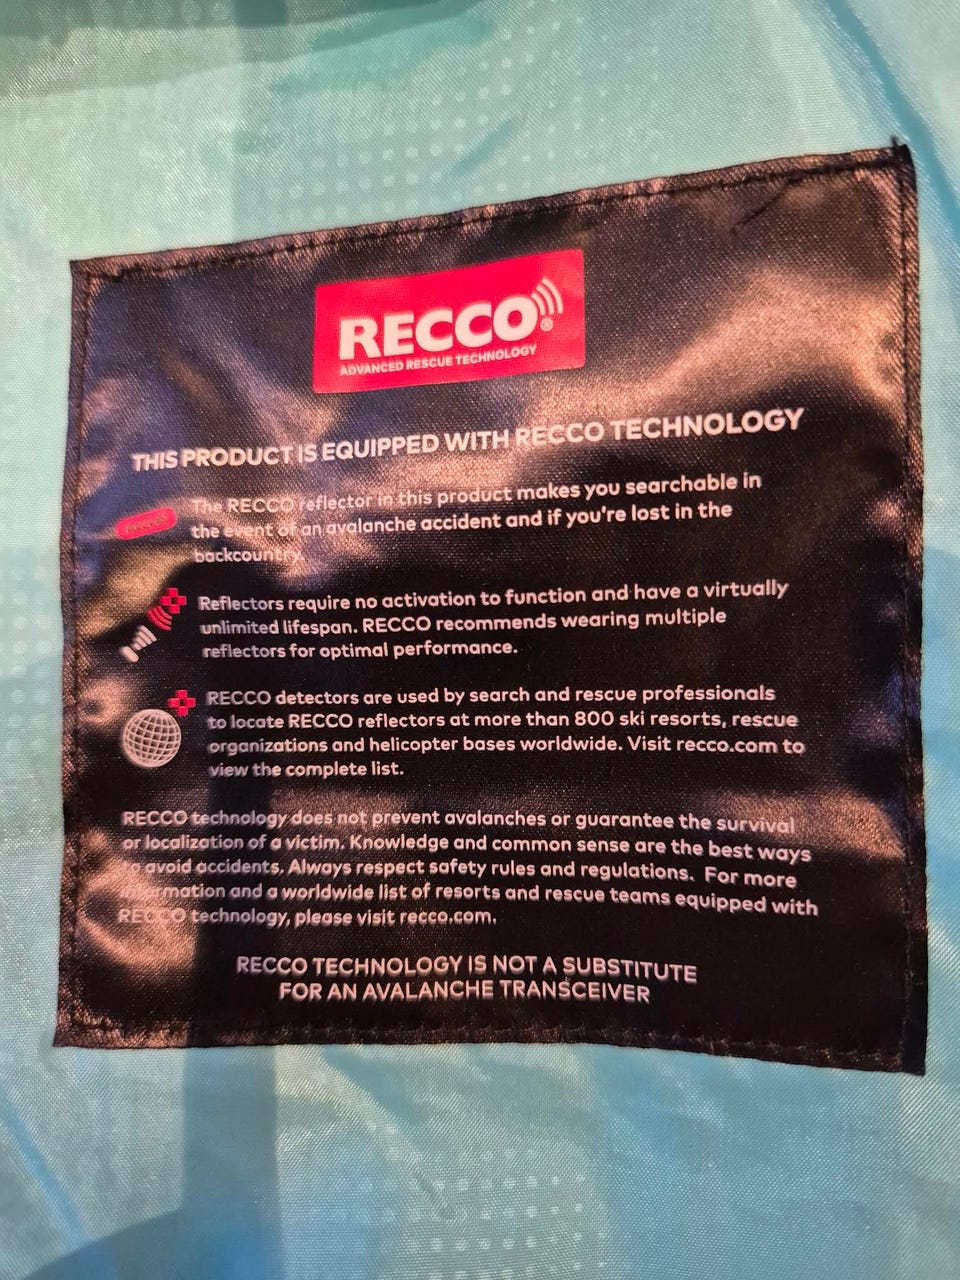 RECCO®
ADVANCED RESCUE TECHNOLOGY
THIS PRODUCT IS EQUIPPED WITH RECCO TECHNOLOGY
The RECCO reflector in this product makes you searchable in
the event of an avalanche accident and if you're lost in the
backcountry.
Reflectors require no activation to function and have a virtually
unlimited lifespan. RECCO recommends wearing multiple
reflectors for optimal performance.
RECCO detectors are used by search and rescue professionals
to locate RECCO reflectors at more than 800 ski resorts, rescue
organizations and helicopter bases worldwide. Visit recco.com to
view the complete list.
RECCO technology does not prevent avalanches or guarantee the survival
or localization of a victim. Knowledge and common sense are the best ways
to avoid accidents. Always respect safety rules and regulations. For more
information and a worldwide list of resorts and rescue teams equipped with
RECCO technology, please visit recco.com.
RECCO TECHNOLOGY IS NOT A SUBSTITUTE
FOR AN AVALANCHE TRANSCEIVER